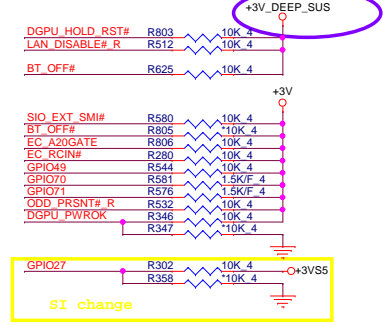 +3V_DEEP_SUS
DGPU_HOLD_RST# R803 10K_4
LAN_DISABLE#_R R512 10K_4
BT_OFF# R625 10K_4
+3V
SIO_EXT_SMI# R580 10K_4
BT_OFF# R805 *10K_4
EC_A20GATE R806 10K_4
EC_RCIN# R280 10K_4
GPIO49 R544 10K_4
GPIO70 R581 1.5K/F_4
GPIO71 R576 1.5K/F_4
ODD_PRSNT#_R R532 10K_4
DGPU_PWROK R346 10K_4
R347 *10K_4
GPIO27 R302 10K_4 +3VS5
R358 *10K_4
SI change